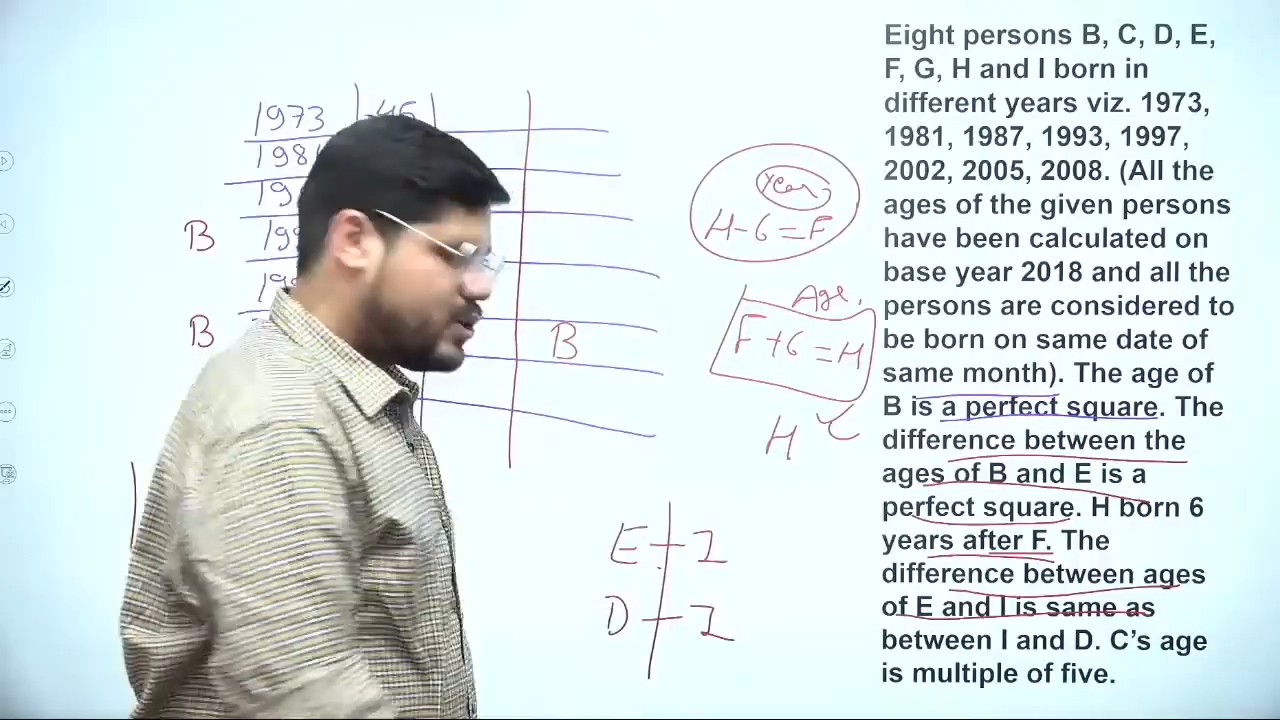 Eight persons B, C, D, E,
F, G, H and I born in
different years viz. 1973,
1981, 1987, 1993, 1997,
2002, 2005, 2008. (All the
ages of the given persons
have been calculated on
base year 2018 and all the
persons are considered to
be born on same date of
same month). The age of
B is a perfect square. The
difference between the
ages of B and E is a
perfect square. H born 6
years after F. The
difference between ages
of E and I is same as
between I and D. C’s age
is multiple of five.
1973
198
19
B 19
19
B
B
H-6=F
Age,
F+6=H
H
E-I
D-I